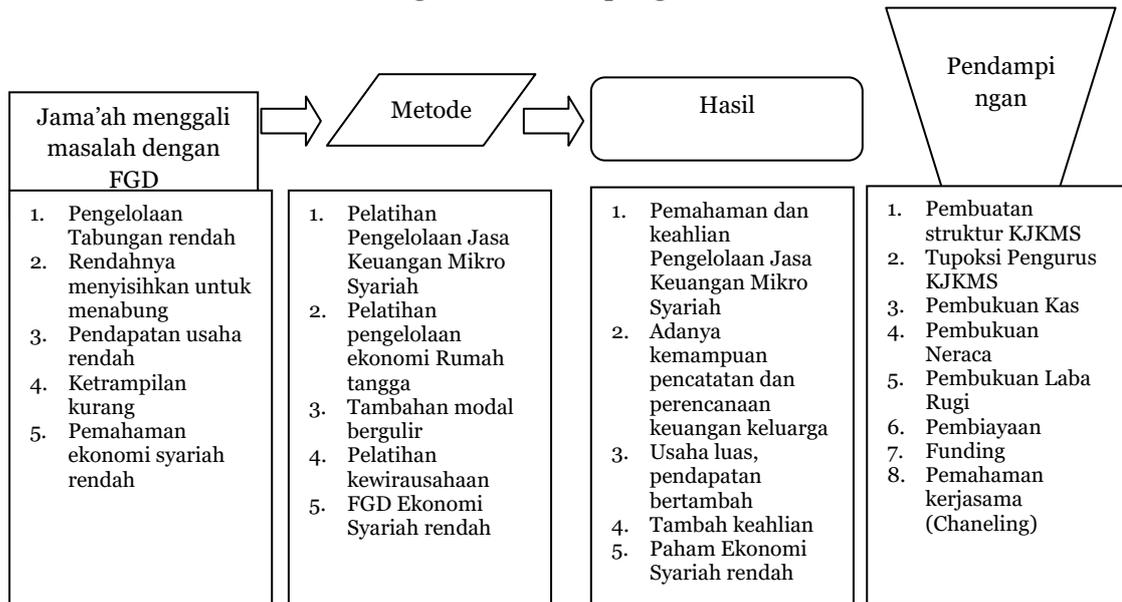 Jama'ah menggali
masalah dengan
FGD
Metode
Hasil
Pendampi
ngan
1. Pengelolaan
Tabungan rendah
2. Rendahnya
menyisihkan untuk
menabung
3. Pendapatan usaha
rendah
4. Ketrampilan
kurang
5. Pemahaman
ekonomi syariah
rendah
1. Pelatihan
Pengelolaan Jasa
Keuangan Mikro
Syariah
2. Pelatihan
pengelolaan
ekonomi Rumah
tangga
3. Tambahan modal
bergulir
4. Pelatihan
kewirausahaan
5. FGD Ekonomi
Syariah rendah
1. Pemahaman dan
keahlian
Pengelolaan Jasa
Keuangan Mikro
Syariah
2. Adanya
kemampuan
pencatatan dan
perencanaan
keuangan keluarga
3. Usaha luas,
pendapatan
bertambah
4. Tambah keahlian
5. Paham Ekonomi
Syariah rendah
1. Pembuatan
struktur KJKMS
2. Tupoksi Pengurus
KJKMS
3. Pembukuan Kas
4. Pembukuan
Neraca
5. Pembukuan Laba
Rugi
6. Pembiayaan
7. Funding
8. Pemahaman
kerjasama
(Chaneling)